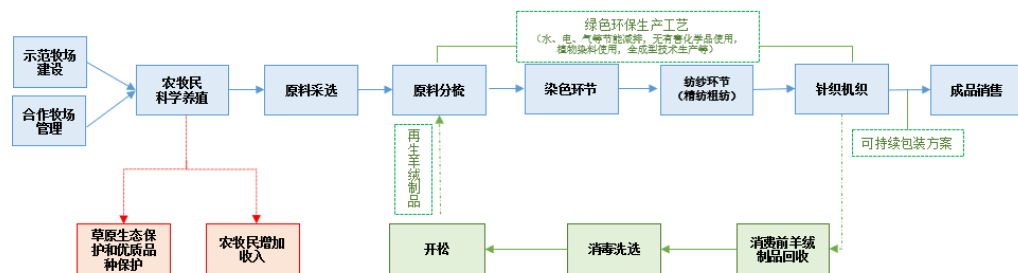 绿色环保生产工艺
（水、电、气等节能减排，无有害化学品使用，
植物染料使用，全成型技术生产等）
示范牧场
建设
合作牧场
管理
农牧民
科学养殖
原料采选
原料分梳
染色环节
纺纱环节
（精纺粗纺）
针织机织
成品销售
可持续包装方案
再生羊绒制品
草原生态保
护和优质品
种保护
农牧民增加
收入
开松
消毒洗选
消费前羊绒
制品回收